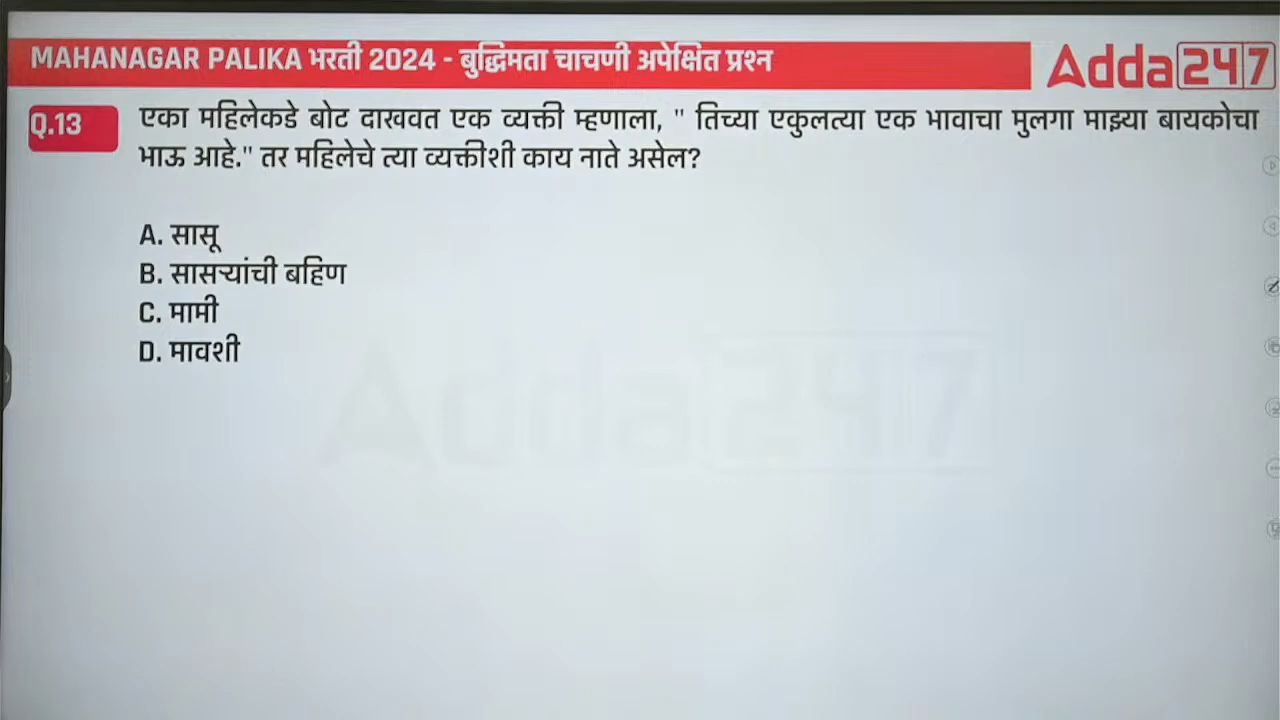 MAHANAGAR PALIKA भरती 2024 - बुद्धिमता चाचणी अपेक्षित प्रश्न
Adda247
Q.13
एका महिलेकडे बोट दाखवत एक व्यक्ती म्हणाला, " तिच्या एकुलत्या एक भावाचा मुलगा माझ्या बायकोचा
भाऊ आहे." तर महिलेचे त्या व्यक्तीशी काय नाते असेल?
A. सासू
B. सासऱ्यांची बहिण
C. मामी
D. मावशी
Adda247